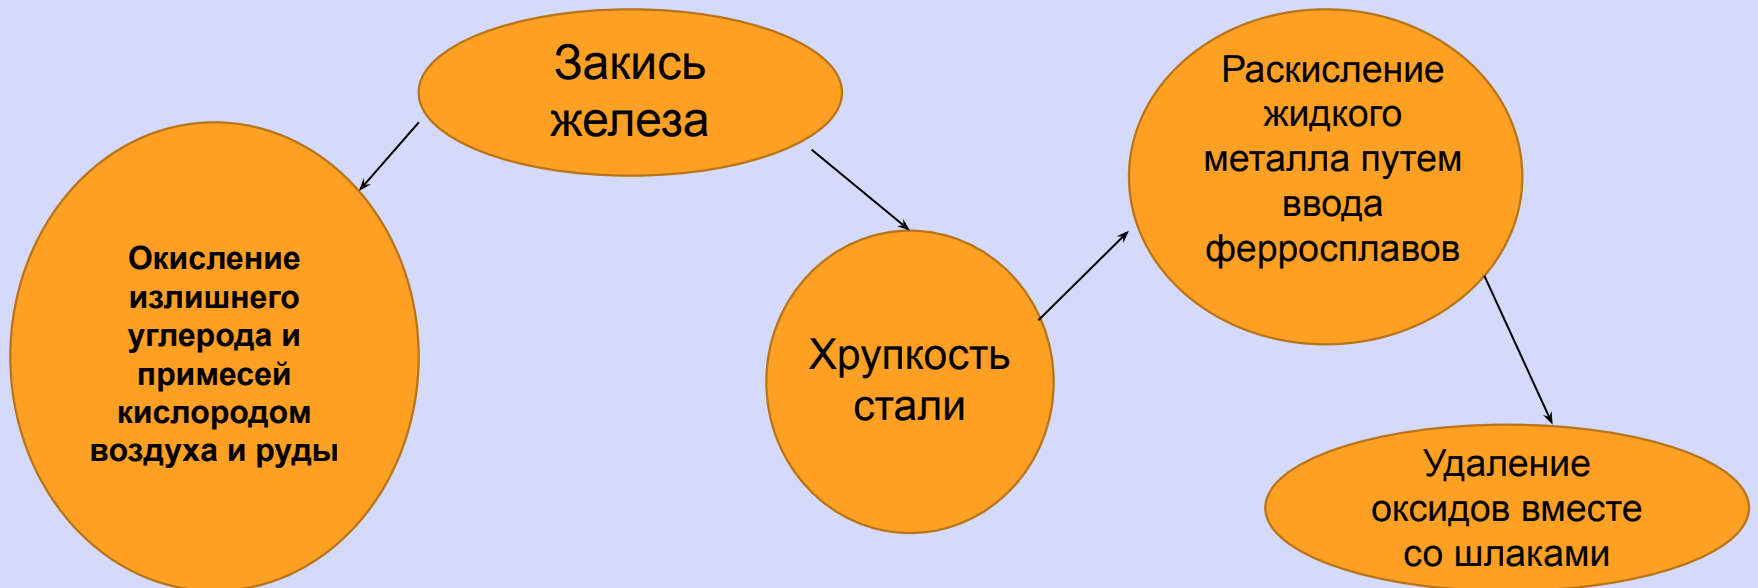 Закись
железа
Окисление
излишнего
углерода и
примесей
кислородом
воздуха и руды
Хрупкость
стали
Раскисление
жидкого
металла путем
ввода
ферросплавов
Удаление
оксидов вместе
со шлаками